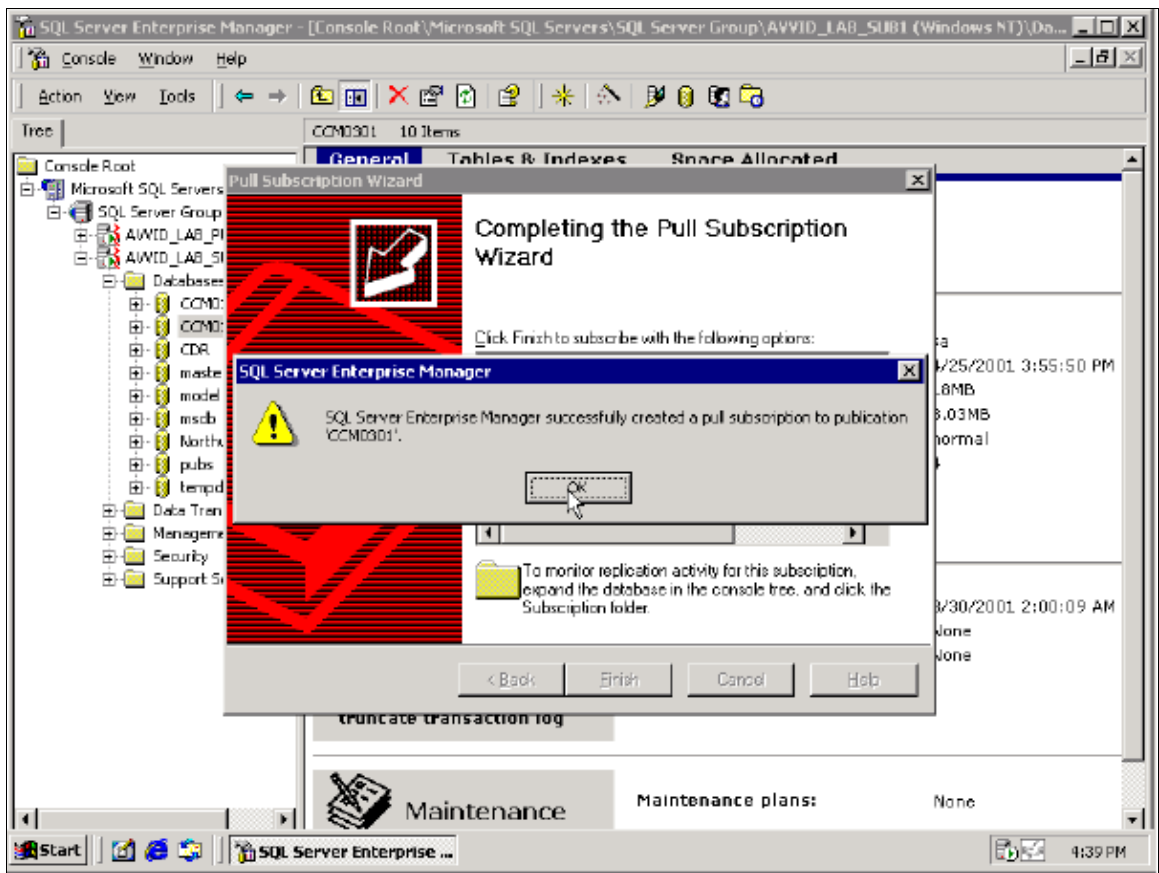 SQL Server Enterprise Manager - [Console Root\Microsoft SQL Servers\SQL Server Group\AVVID_LAB_SUB1 (Windows NT)\Da...
Console Window Help
Action View Tools
Tree
CCM0301 10 Items
Console Root
General Tables & Indexes Space Allocated
Microsoft SQL Servers
Pull Subscription Wizard
SQL Server Group
AVVID_LAB_P
AVVID_LAB_S
Completing the Pull Subscription
Wizard
Databases
CCM0
CCM0
Click Finish to subscribe with the following options:
sa
CDR
maste
SQL Server Enterprise Manager
/25/2001 3:55:50 PM
model
.8MB
msdb
SQL Server Enterprise Manager successfully created a pull subscription to publication
'CCM0301'.
.03MB
North
normal
pubs
tempd
OK
Data Tran
Manageme
Security
To monitor replication activity for this subscription,
expand the database in the console tree, and click the
Subscription folder.
Support S
/30/2001 2:00:09 AM
None
None
< Back Finish Cancel Help
truncate transaction log
Maintenance
Maintenance plans: None
Start
SQL Server Enterprise ...
4:39 PM